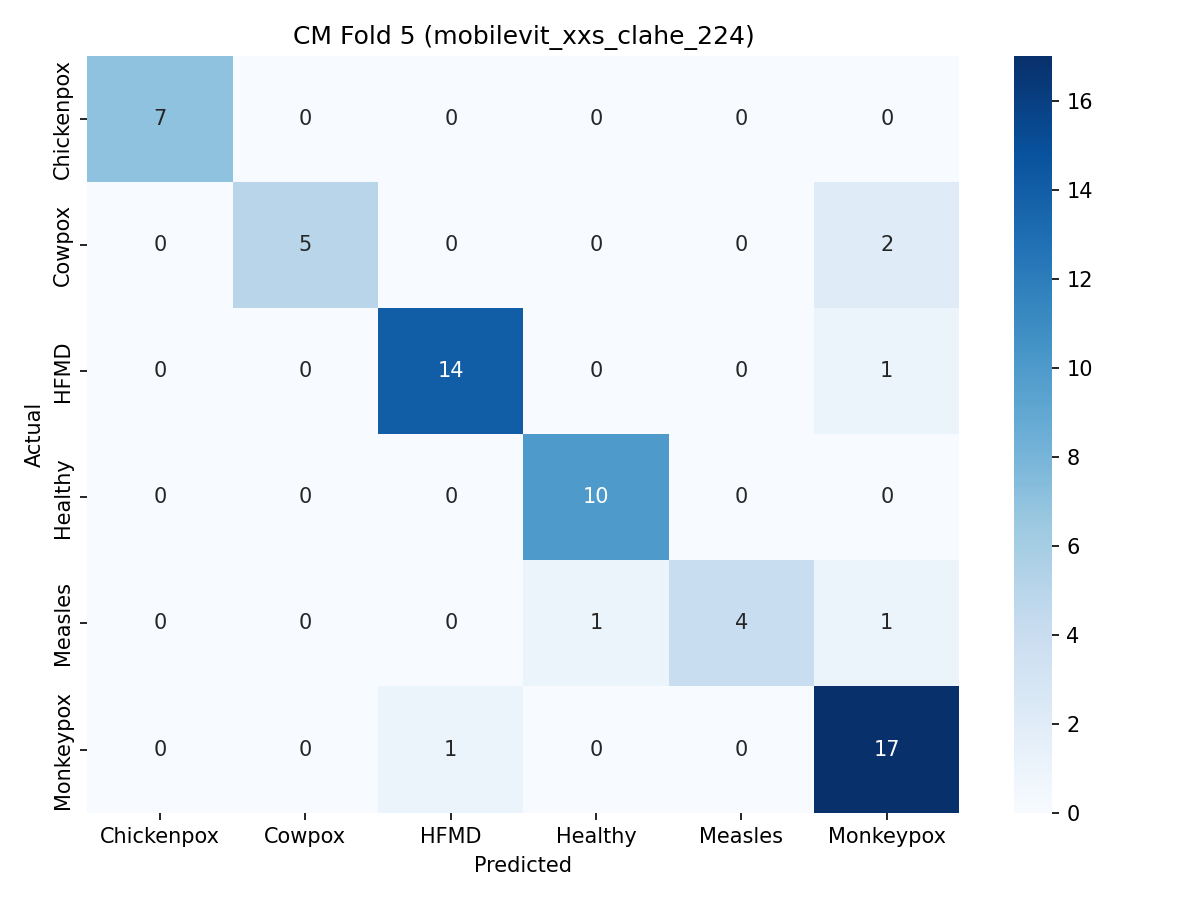 CM Fold 5 (mobilevit_xxs_clahe_224)
Actual
Chickenpox 7 0 0 0 0 0
Cowpox 0 5 0 0 0 2
HFMD 0 0 14 0 0 1
Healthy 0 0 0 10 0 0
Measles 0 0 0 1 4 1
Monkeypox 0 0 1 0 0 17
Chickenpox Cowpox HFMD Healthy Measles Monkeypox
Predicted
16
14
12
10
8
6
4
2
0